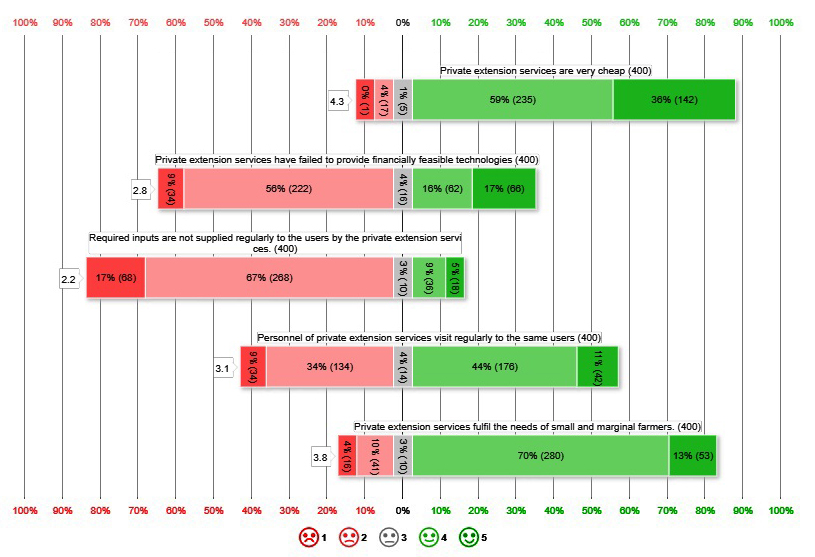 100% 90% 80% 70% 60% 50% 40% 30% 20% 10% 0% 10% 20% 30% 40% 50% 60% 70% 80% 90% 100%
Private extension services are very cheap (400)
4.3 0% (1) 4% (17) 1% (5) 59% (235) 36% (142)
Private extension services have failed to provide financially feasible technologies (400)
2.8 9% (34) 56% (222) 4% (16) 16% (62) 17% (66)
Required inputs are not supplied regularly to the users by the private extension servi
ces. (400)
2.2 17% (68) 67% (268) 3% (10) 9% (36) 5% (18)
Personnel of private extension services visit regularly to the same users (400)
3.1 9% (34) 34% (134) 4% (14) 44% (176) 11% (42)
Private extension services fulfil the needs of small and marginal farmers. (400)
3.8 4% (16) 10% (41) 3% (10) 70% (280) 13% (53)
100% 90% 80% 70% 60% 50% 40% 30% 20% 10% 0% 10% 20% 30% 40% 50% 60% 70% 80% 90% 100%
1 2 3 4 5